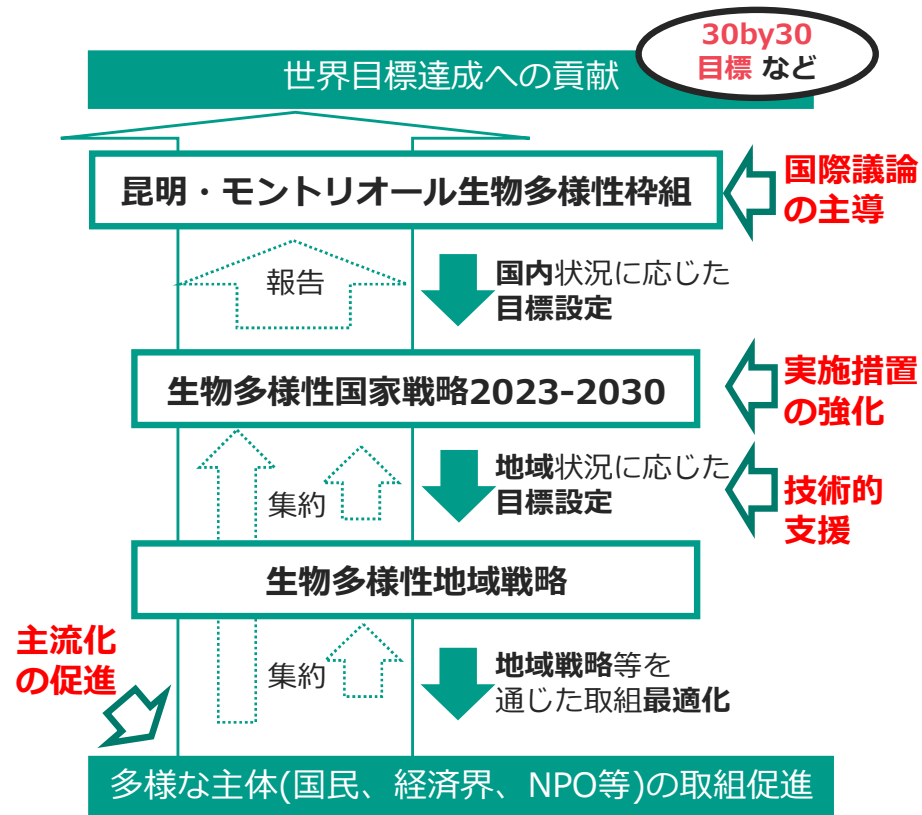 30by30
目標 など
世界目標達成への貢献
昆明・モントリオール生物多様性枠組
国際議論
の主導
報告
国内状況に応じた
目標設定
生物多様性国家戦略2023-2030
実施措置
の強化
集約
地域状況に応じた
目標設定
技術的
支援
生物多様性地域戦略
主流化
の促進
集約
地域戦略等を
通じた取組最適化
多様な主体(国民、経済界、NPO等)の取組促進